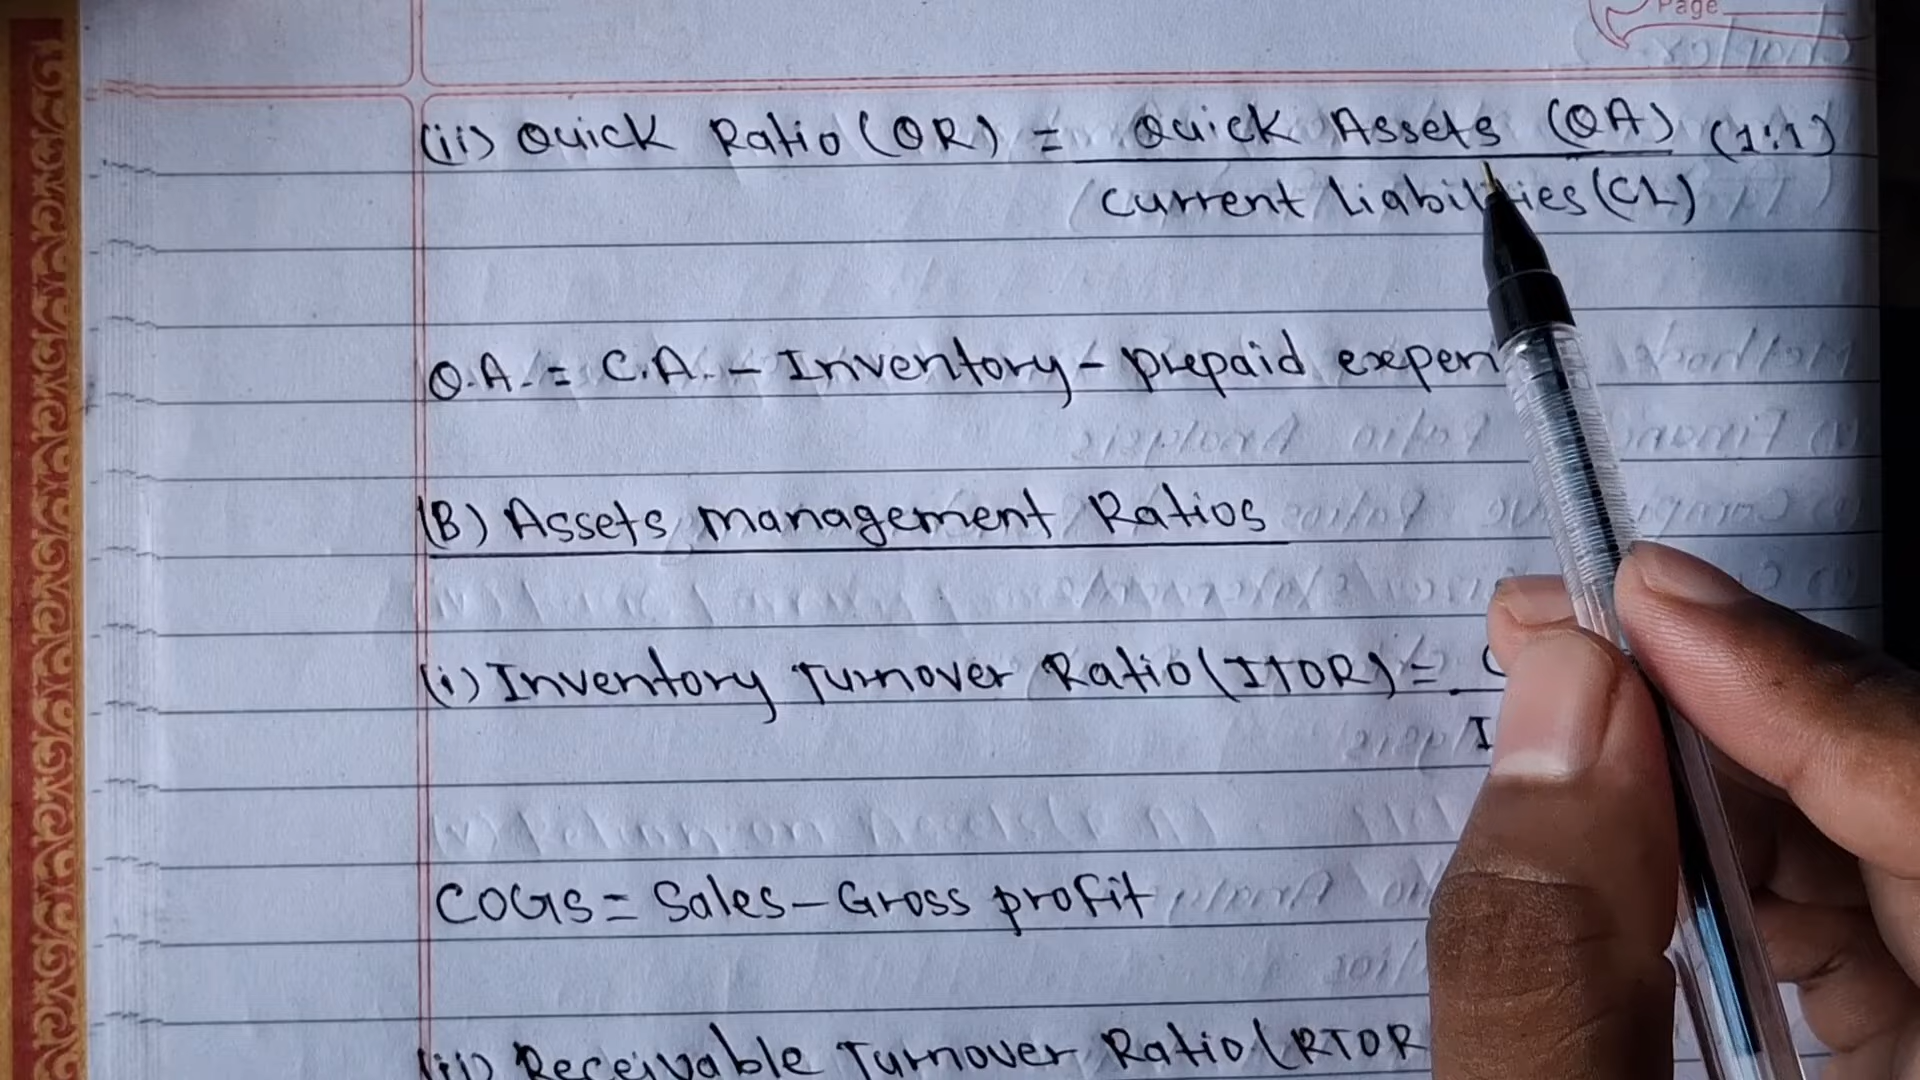 Page
(ii) Quick Ratio (QR) = Quick Assets (QA) (1:1)
Current liabilities (CL)
Q.A. = C.A. - Inventory - prepaid expen
(B) Assets management Ratios
(i) Inventory Turnover Ratio (ITOR) =
I
COGS = Sales - Gross profit
(ii) Receivable Turnover Ratio (RTOR